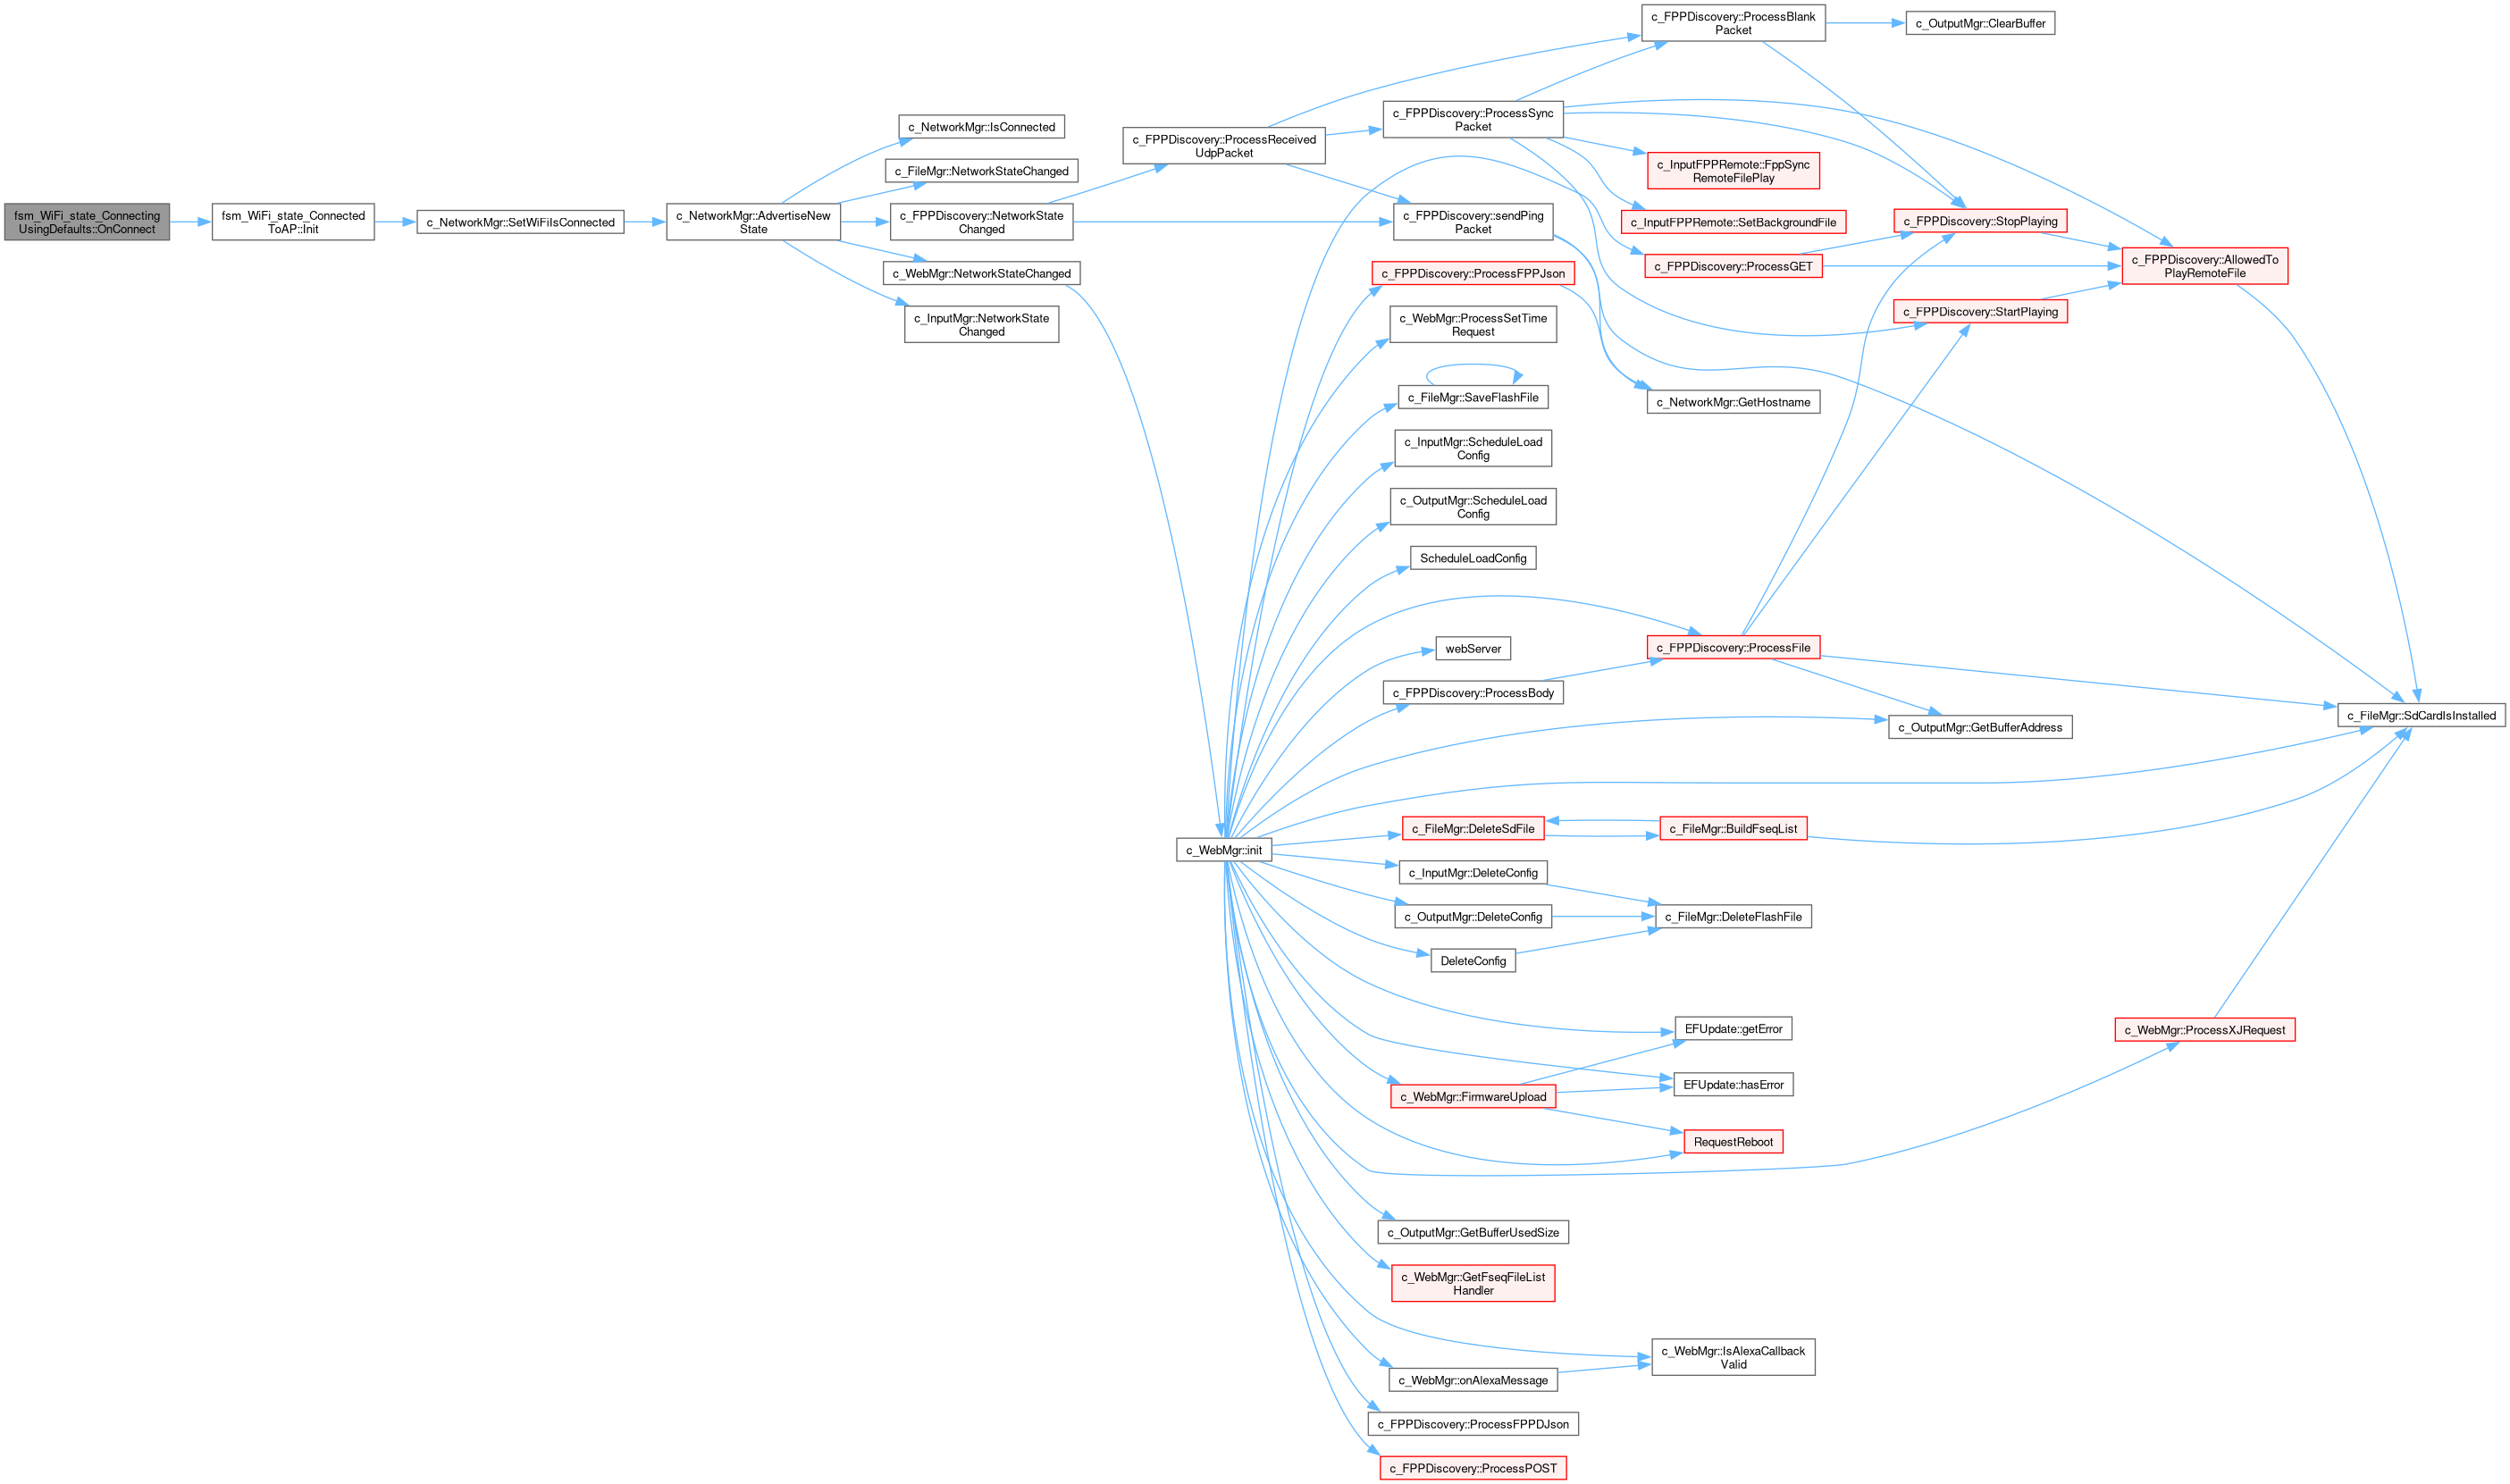 fsm_WiFi_state_Connecting
UsingDefaults::OnConnect
fsm_WiFi_state_Connected
ToAP::Init
c_NetworkMgr::SetWiFiIsConnected
c_NetworkMgr::AdvertiseNew
State
c_NetworkMgr::IsConnected
c_FileMgr::NetworkStateChanged
c_FPPDiscovery::NetworkState
Changed
c_WebMgr::NetworkStateChanged
c_InputMgr::NetworkState
Changed
c_FPPDiscovery::ProcessReceived
UdpPacket
c_WebMgr::init
c_FPPDiscovery::ProcessSync
Packet
c_FPPDiscovery::sendPing
Packet
c_FPPDiscovery::ProcessFPPJson
c_WebMgr::ProcessSetTime
Request
c_FileMgr::SaveFlashFile
c_InputMgr::ScheduleLoad
Config
c_OutputMgr::ScheduleLoad
Config
ScheduleLoadConfig
webServer
c_FPPDiscovery::ProcessBody
c_FileMgr::DeleteSdFile
c_InputMgr::DeleteConfig
c_OutputMgr::DeleteConfig
DeleteConfig
c_WebMgr::FirmwareUpload
c_OutputMgr::GetBufferUsedSize
c_WebMgr::GetFseqFileList
Handler
c_WebMgr::onAlexaMessage
c_FPPDiscovery::ProcessFPPDJson
c_FPPDiscovery::ProcessPOST
c_FPPDiscovery::ProcessBlank
Packet
c_InputFPPRemote::FppSync
RemoteFilePlay
c_InputFPPRemote::SetBackgroundFile
c_FPPDiscovery::ProcessGET
c_NetworkMgr::GetHostname
c_FPPDiscovery::ProcessFile
c_FileMgr::BuildFseqList
c_FileMgr::DeleteFlashFile
EFUpdate::getError
EFUpdate::hasError
RequestReboot
c_WebMgr::IsAlexaCallback
Valid
c_OutputMgr::ClearBuffer
c_FPPDiscovery::StopPlaying
c_FPPDiscovery::StartPlaying
c_OutputMgr::GetBufferAddress
c_FPPDiscovery::AllowedTo
PlayRemoteFile
c_WebMgr::ProcessXJRequest
c_FileMgr::SdCardIsInstalled